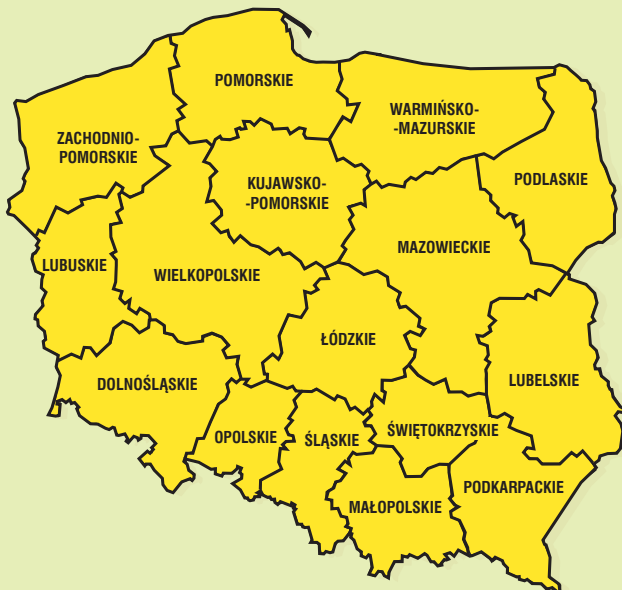 POMORSKIE
WARMIŃSKO-
-MAZURSKIE
ZACHODNIO-
POMORSKIE
PODLASKIE
KUJAWSKO-
-POMORSKIE
MAZOWIECKIE
LUBUSKIE
WIELKOPOLSKIE
ŁÓDZKIE
DOLNOŚLĄSKIE
LUBELSKIE
OPOLSKIE
ŚLĄSKIE
ŚWIĘTOKRZYSKIE
PODKARPACKIE
MAŁOPOLSKIE